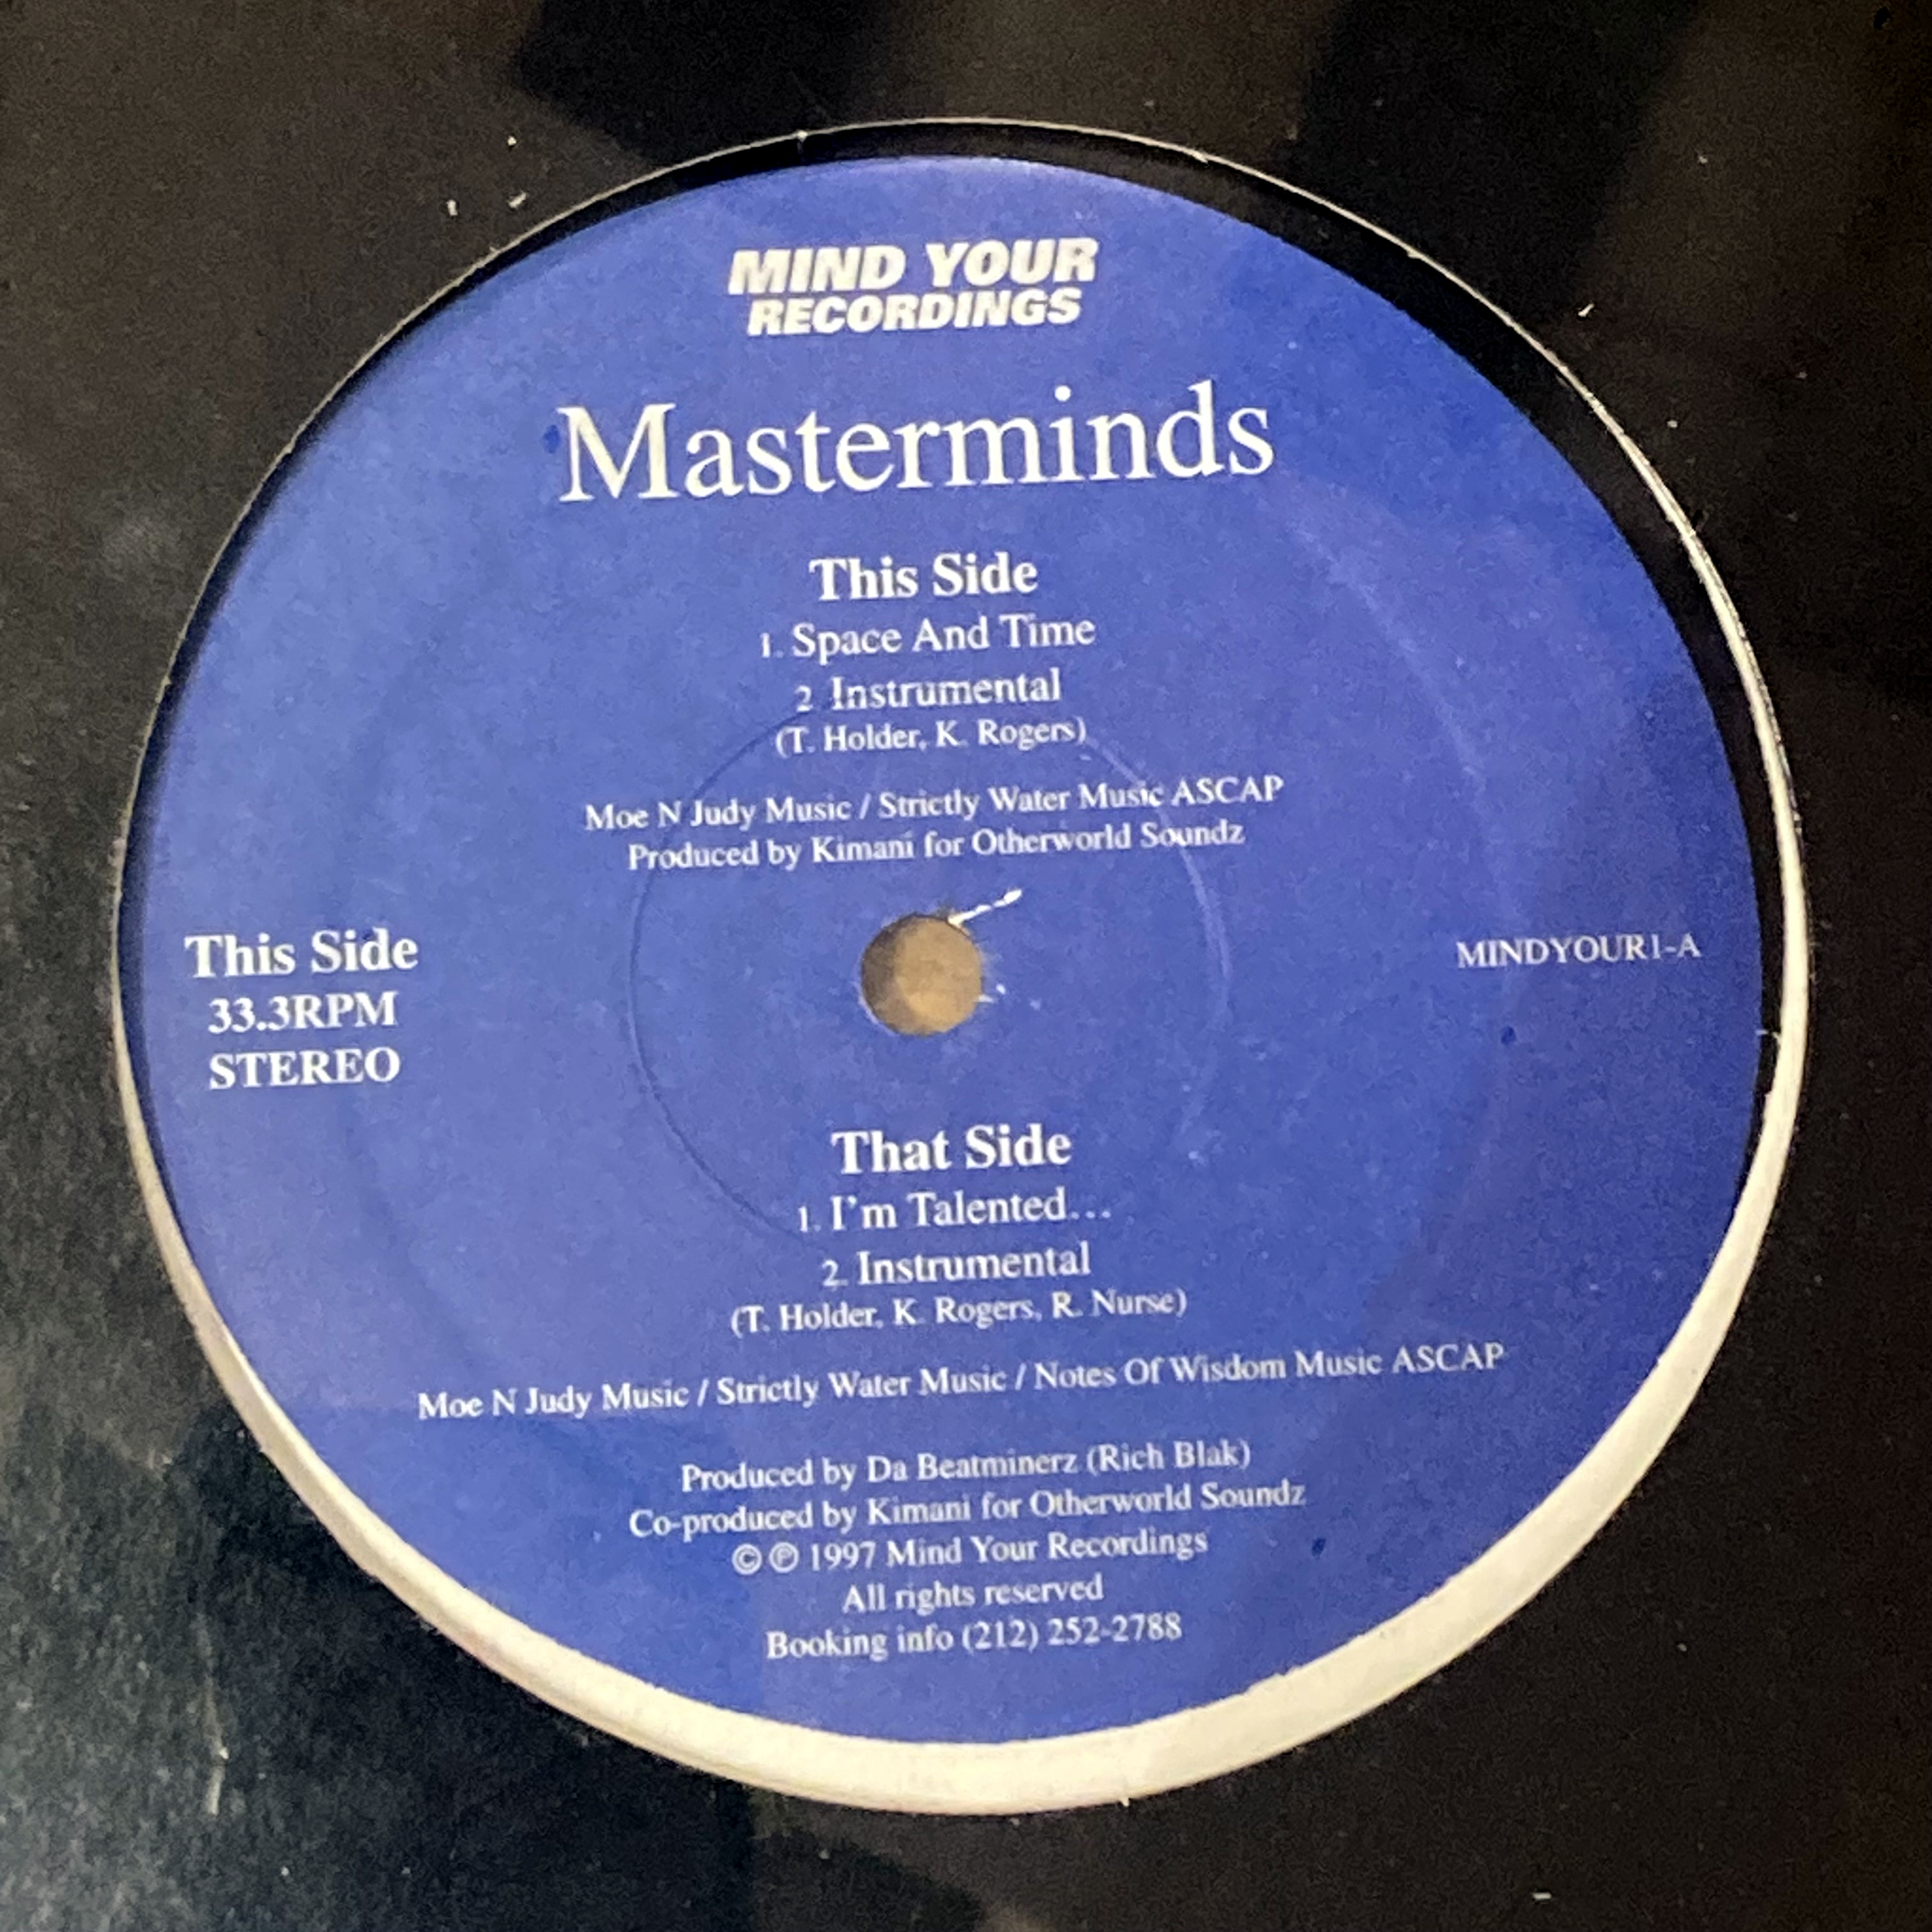 MIND YOUR
RECORDINGS
Masterminds
This Side
1. Space And Time
2. Instrumental
(T. Holder, K. Rogers)
Moe N Judy Music / Strictly Water Music ASCAP
Produced by Kimani for Otherworld Soundz
This Side
33.3RPM
STEREO
MINDYOUR1-A
That Side
1. I'm Talented...
2. Instrumental
(T. Holder, K. Rogers, R. Nurse)
Moe N Judy Music / Strictly Water Music / Notes Of Wisdom Music ASCAP
Produced by Da Beatminerz (Rich Blak)
Co-produced by Kimani for Otherworld Soundz
© ℗ 1997 Mind Your Recordings
All rights reserved
Booking info (212) 252-2788